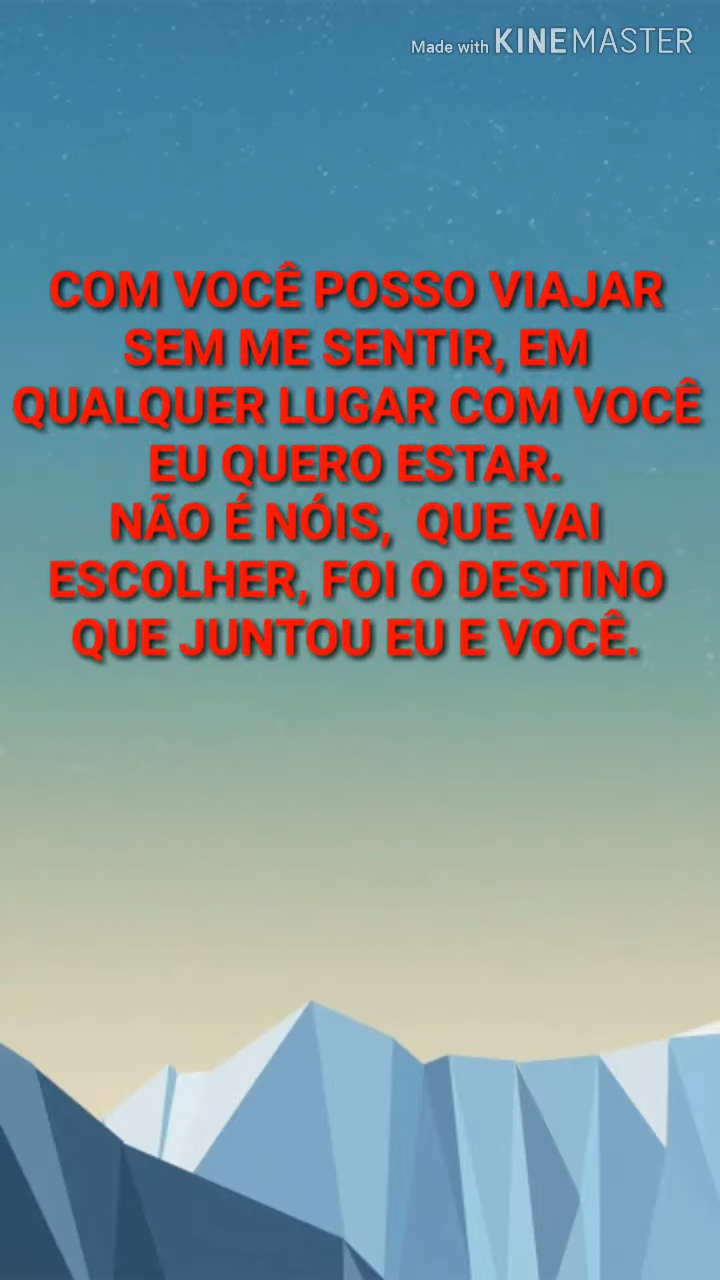 Made with KINEMASTER
COM VOCÊ POSSO VIAJAR
SEM ME SENTIR, EM
QUALQUER LUGAR COM VOCÊ
EU QUERO ESTAR.
NÃO É NÓIS, QUE VAI
ESCOLHER, FOI O DESTINO
QUE JUNTOU EU E VOCÊ.